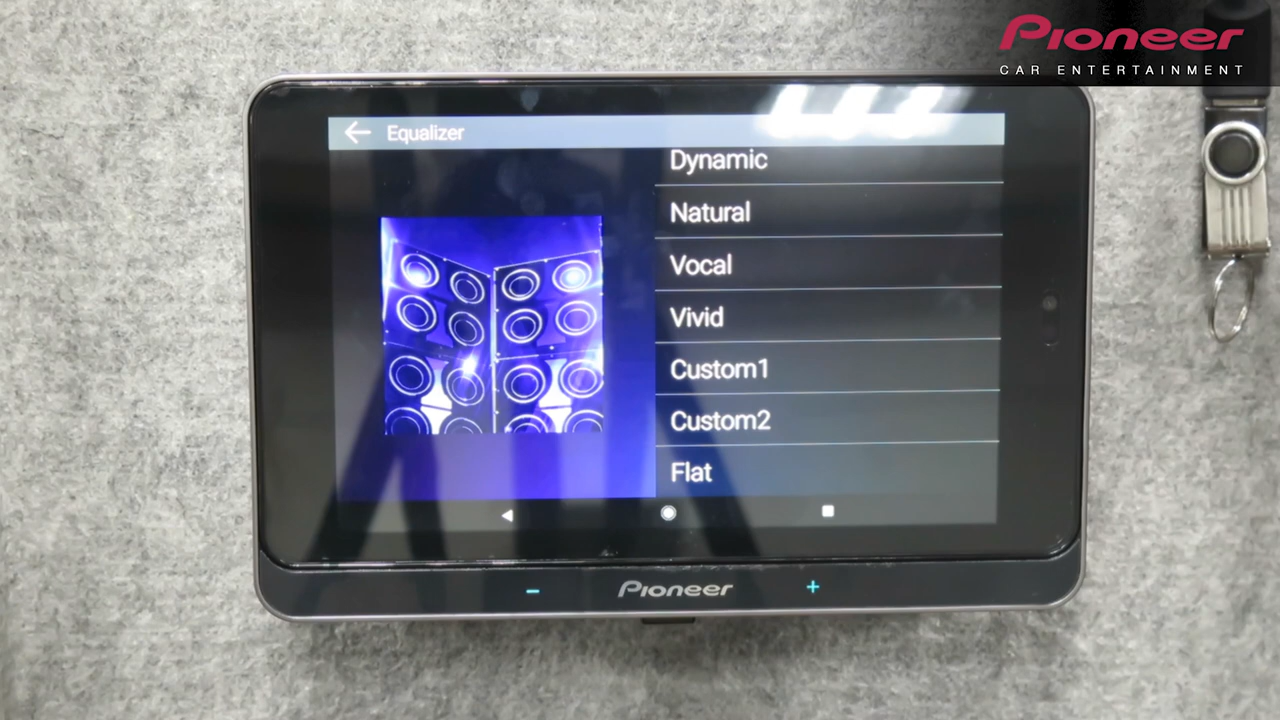 Pioneer
CAR ENTERTAINMENT
Equalizer
Dynamic
Natural
Vocal
Vivid
Custom1
Custom2
Flat
− Pioneer +